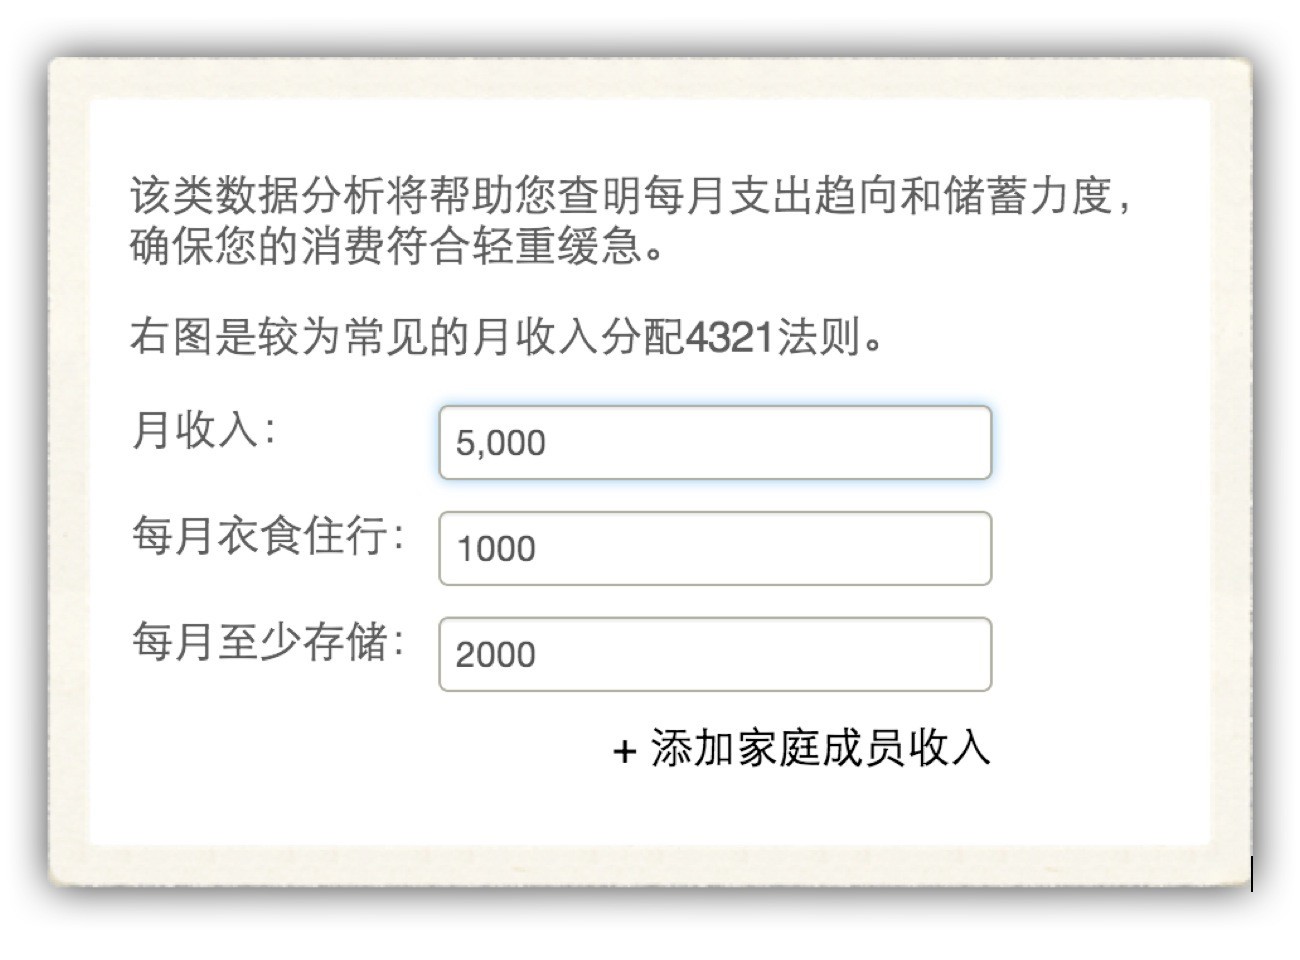 该类数据分析将帮助您查明每月支出趋向和储蓄力度，
确保您的消费符合轻重缓急。
右图是较为常见的月收入分配4321法则。
月收入： 5,000
每月衣食住行： 1000
每月至少存储： 2000
+ 添加家庭成员收入